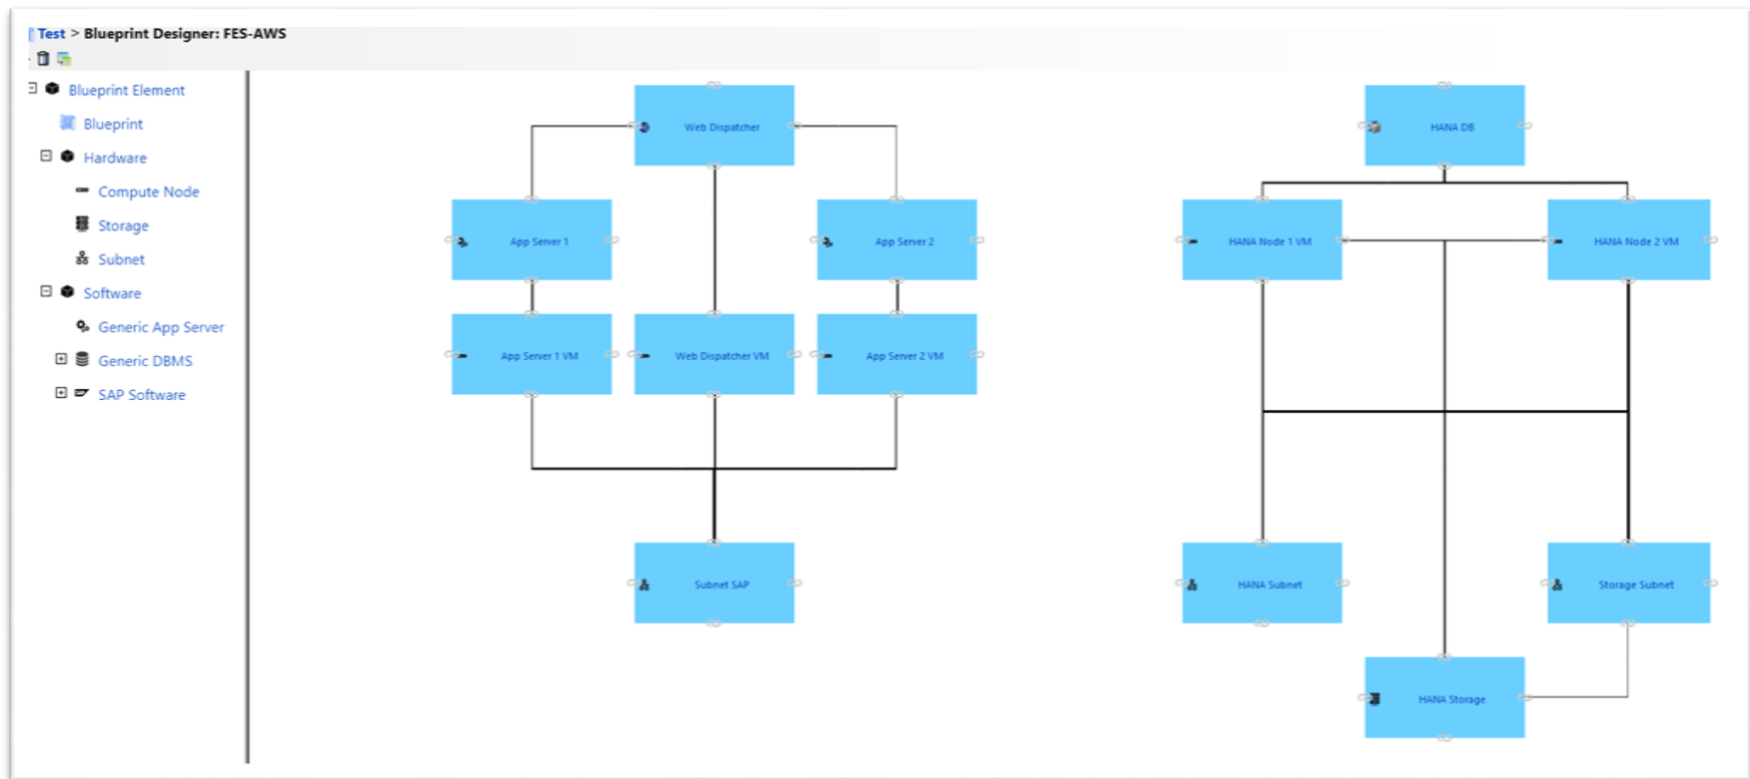 Test > Blueprint Designer: FES-AWS
Blueprint Element
Blueprint
Hardware
Compute Node
Storage
Subnet
Software
Generic App Server
Generic DBMS
SAP Software
Web Dispatcher
App Server 1
App Server 2
App Server 1 VM
Web Dispatcher VM
App Server 2 VM
Subnet SAP
HANA DB
HANA Node 1 VM
HANA Node 2 VM
HANA Subnet
Storage Subnet
HANA Storage